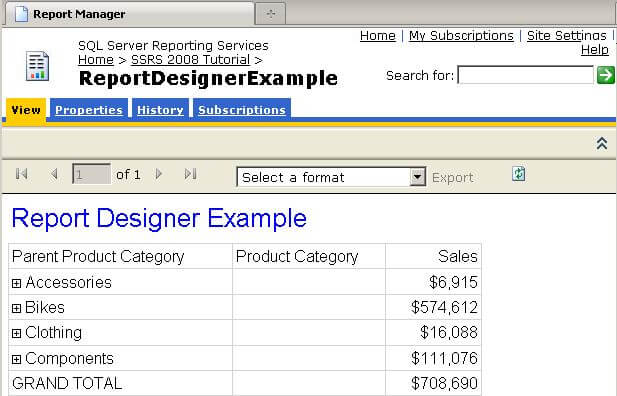 Report Manager
SQL Server Reporting Services
Home | My Subscriptions | Site Settings |
Help
Home > SSRS 2008 Tutorial >
ReportDesignerExample
Search for:
View Properties History Subscriptions
1 of 1 Select a format Export
Report Designer Example
Parent Product Category Product Category Sales
Accessories $6,915
Bikes $574,612
Clothing $16,088
Components $111,076
GRAND TOTAL $708,690